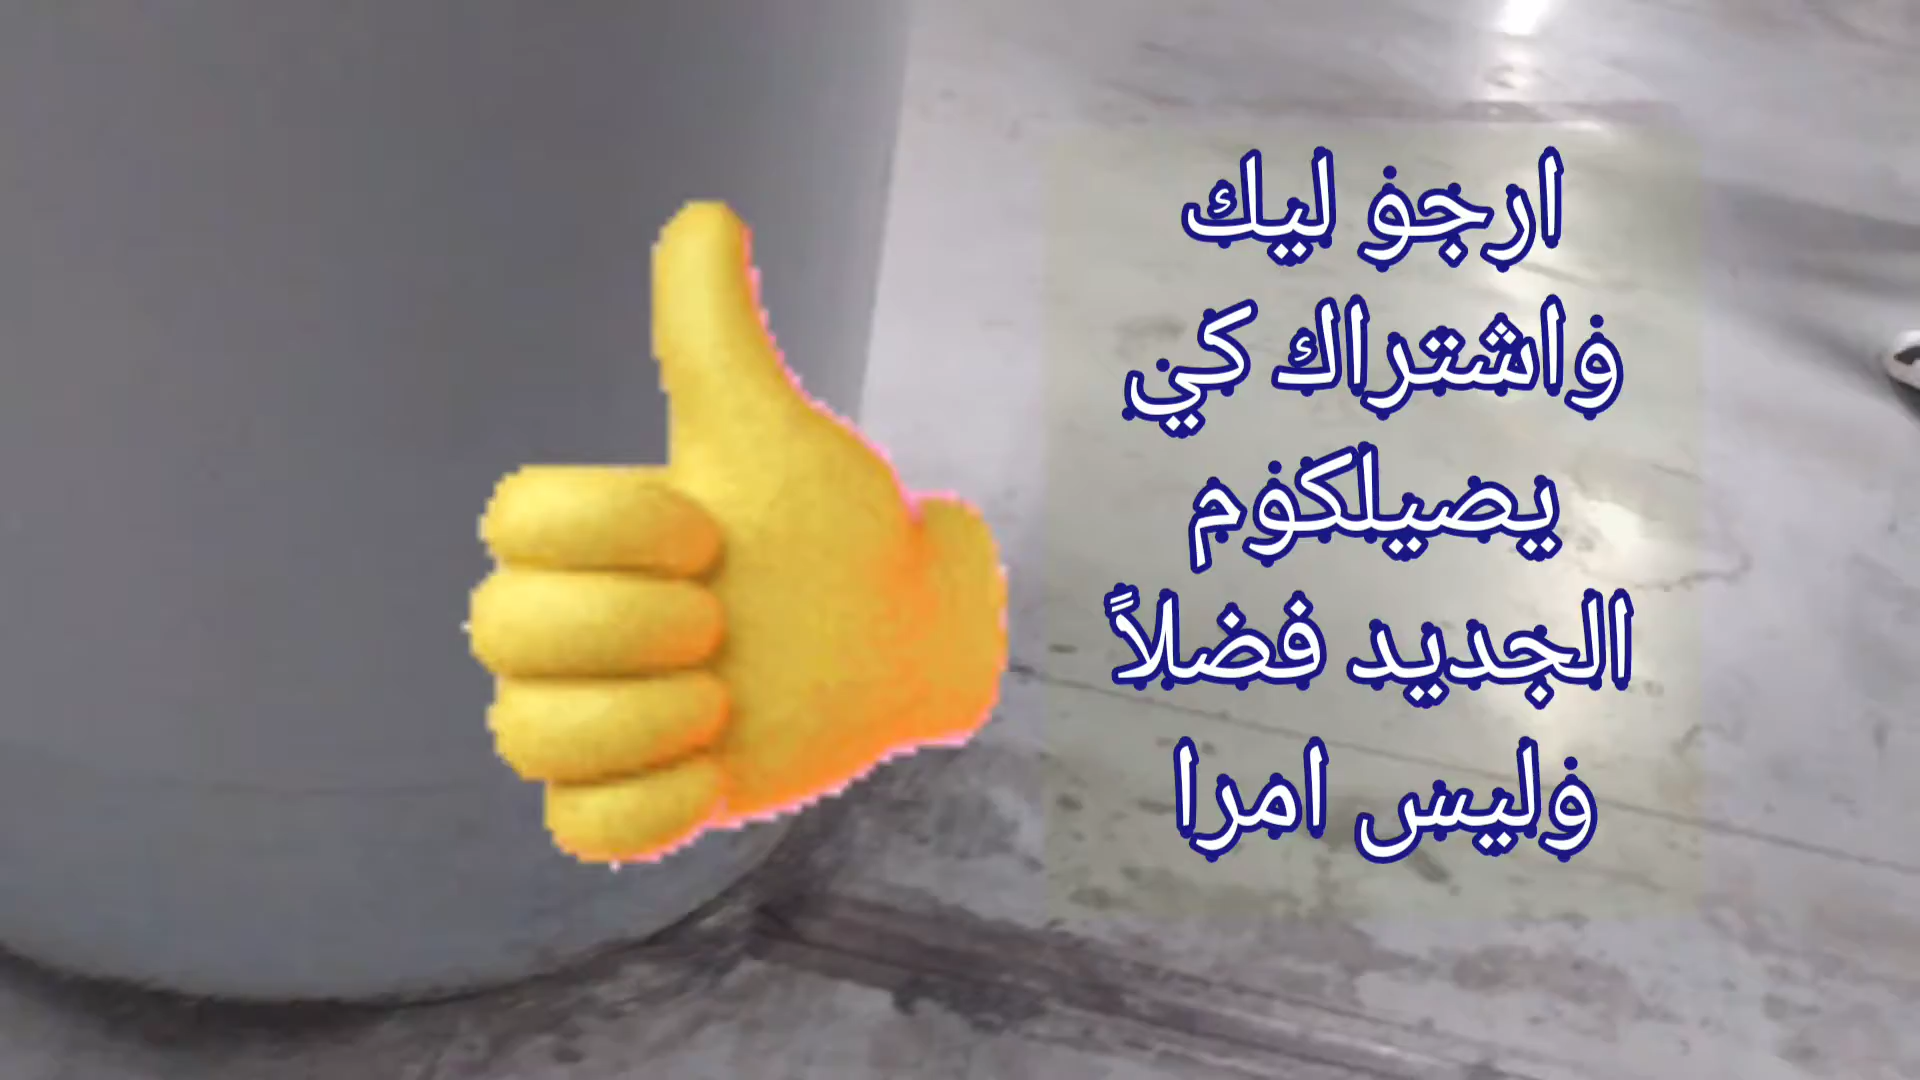 ارجو ليك
واشتراك كي
يصيلكوم
الجديد فضلاً
وليس امرا